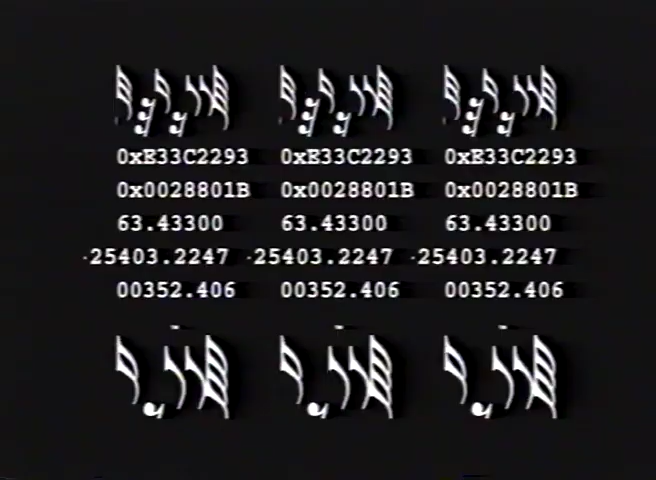 0xE33C2293 0xE33C2293 0xE33C2293
0x0028801B 0x0028801B 0x0028801B
63.43300 63.43300 63.43300
-25403.2247 -25403.2247 -25403.2247
00352.406 00352.406 00352.406